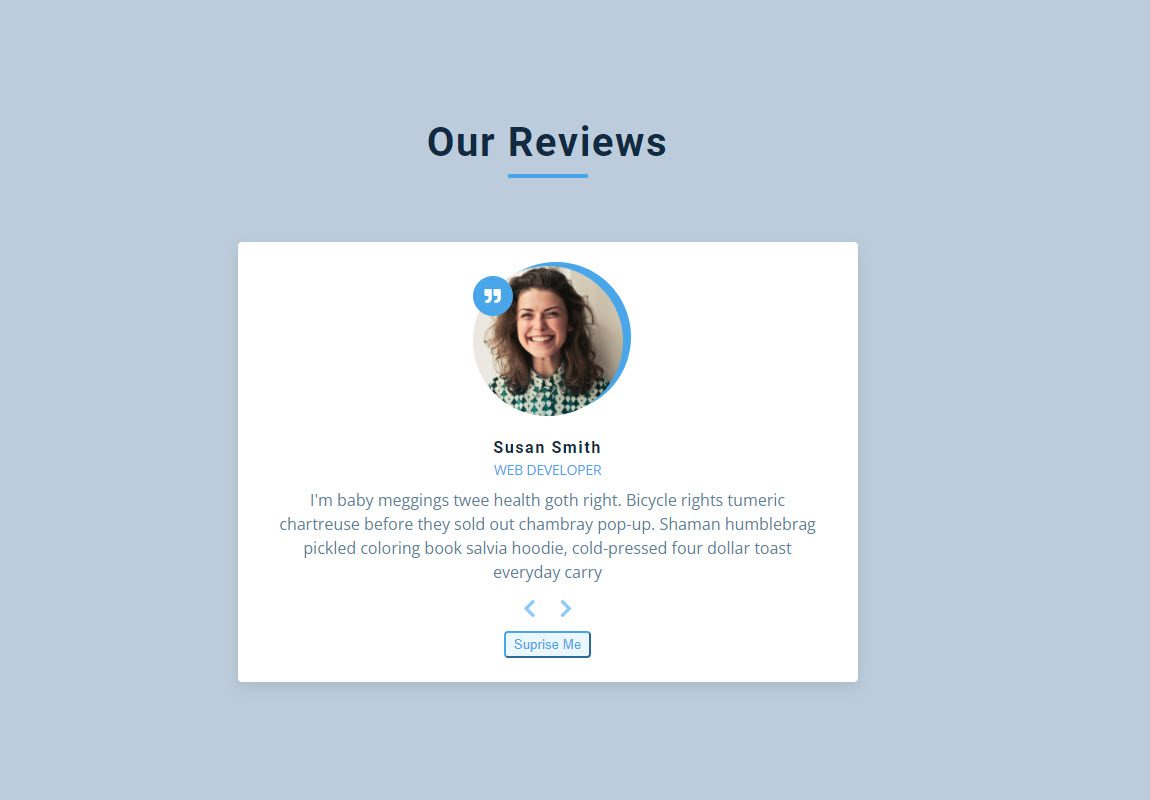 Our Reviews
Susan Smith
WEB DEVELOPER
I'm baby meggings twee health goth right. Bicycle rights tumeric
chartreuse before they sold out chambray pop-up. Shaman humblebrag
pickled coloring book salvia hoodie, cold-pressed four dollar toast
everyday carry
Suprise Me